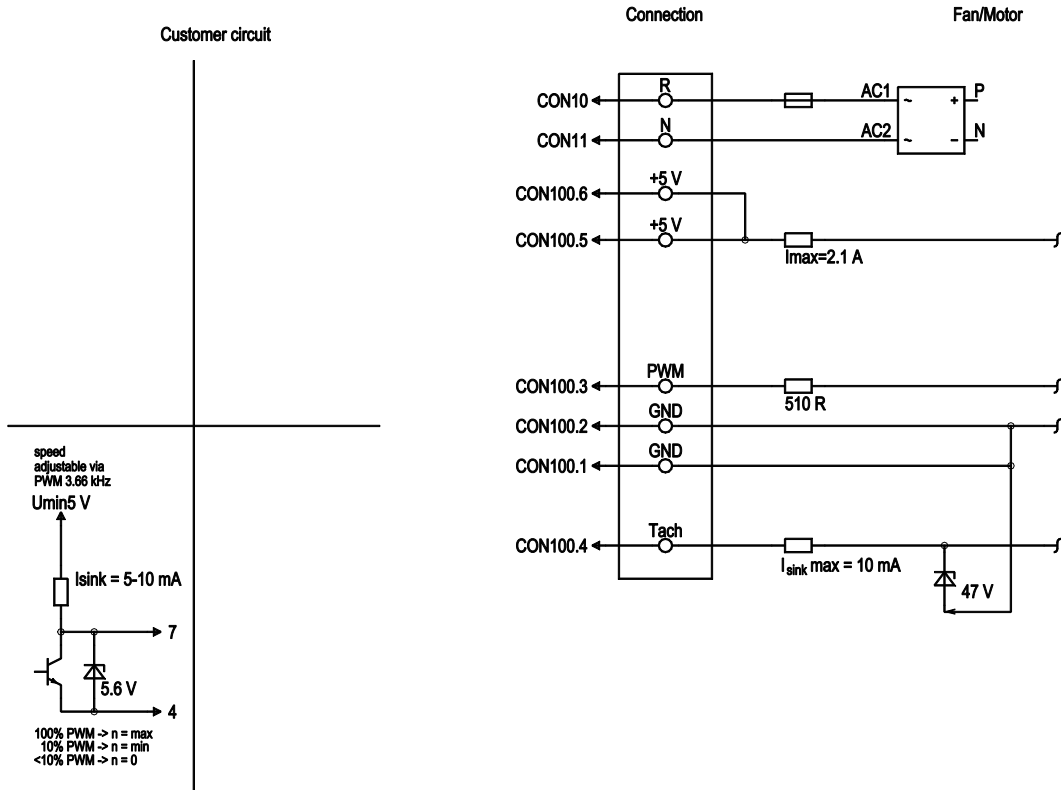 Customer circuit
Connection
Fan/Motor
CON10
R
AC1
~
+
P
CON11
N
AC2
~
−
N
CON100.6
+5 V
CON100.5
+5 V
Imax=2.1 A
CON100.3
PWM
510 R
CON100.2
GND
CON100.1
GND
CON100.4
Tach
Isink max = 10 mA
47 V
speed
adjustable via
PWM 3.66 kHz
Umin5 V
Isink = 5-10 mA
7
5.6 V
4
100% PWM -> n = max
10% PWM -> n = min
<10% PWM -> n = 0